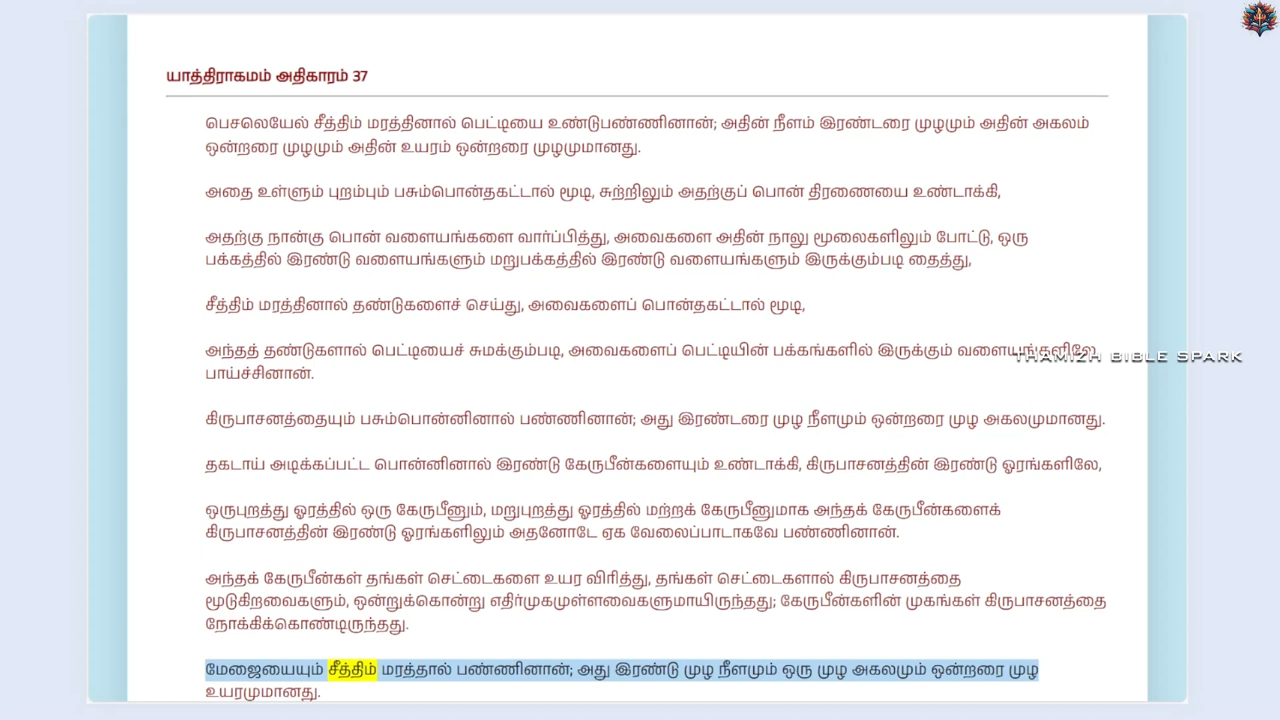 யாத்திராகமம் அதிகாரம் 37
பெசலெயேல் சீத்திம் மரத்தினால் பெட்டியை உண்டுபண்ணினான்; அதின் நீளம் இரண்டரை முழமும் அதின் அகலம்
ஒன்றரை முழமும் அதின் உயரம் ஒன்றரை முழமுமானது.
அதை உள்ளும் புறம்பும் பசும்பொன்தகட்டால் மூடி, சுற்றிலும் அதற்குப் பொன் திரணையை உண்டாக்கி,
அதற்கு நான்கு பொன் வளையங்களை வார்ப்பித்து, அவைகளை அதின் நாலு மூலைகளிலும் போட்டு, ஒரு
பக்கத்தில் இரண்டு வளையங்களும் மறுபக்கத்தில் இரண்டு வளையங்களும் இருக்கும்படி தைத்து,
சீத்திம் மரத்தினால் தண்டுகளைச் செய்து, அவைகளைப் பொன்தகட்டால் மூடி,
அந்தத் தண்டுகளால் பெட்டியைச் சுமக்கும்படி, அவைகளைப் பெட்டியின் பக்கங்களில் இருக்கும் வளையங்களிலே
THAMIZH BIBLE SPARK
பாய்ச்சினான்.
கிருபாசனத்தையும் பசும்பொன்னினால் பண்ணினான்; அது இரண்டரை முழ நீளமும் ஒன்றரை முழ அகலமுமானது.
தகடாய் அடிக்கப்பட்ட பொன்னினால் இரண்டு கேருபீன்களையும் உண்டாக்கி, கிருபாசனத்தின் இரண்டு ஓரங்களிலே,
ஒருபுறத்து ஓரத்தில் ஒரு கேருபீனும், மறுபுறத்து ஓரத்தில் மற்றக் கேருபீனுமாக அந்தக் கேருபீன்களைக்
கிருபாசனத்தின் இரண்டு ஓரங்களிலும் அதனோடே ஏக வேலைப்பாடாகவே பண்ணினான்.
அந்தக் கேருபீன்கள் தங்கள் செட்டைகளை உயர விரித்து, தங்கள் செட்டைகளால் கிருபாசனத்தை
மூடுகிறவைகளும், ஒன்றுக்கொன்று எதிர்முகமுள்ளவைகளுமாயிருந்தது; கேருபீன்களின் முகங்கள் கிருபாசனத்தை
நோக்கிக்கொண்டிருந்தது.
மேஜையையும் சீத்திம் மரத்தால் பண்ணினான்; அது இரண்டு முழ நீளமும் ஒரு முழ அகலமும் ஒன்றரை முழ
உயரமுமானது.